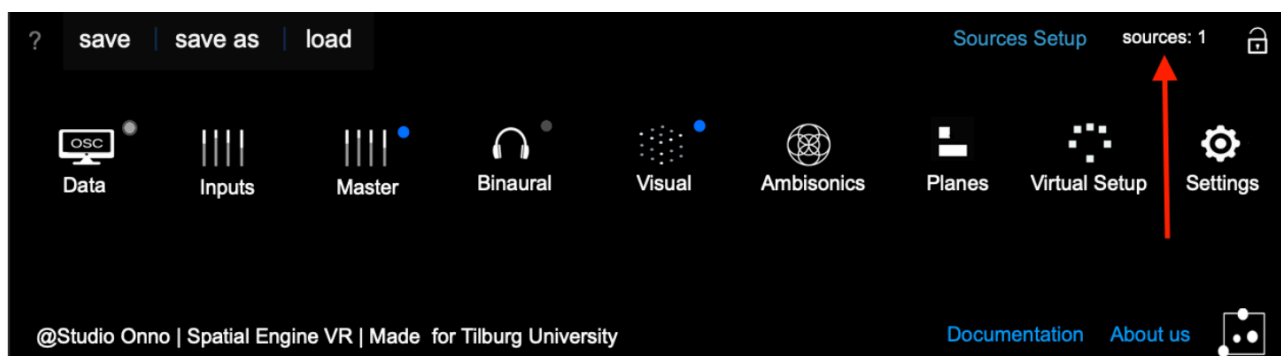 ? save save as load Sources Setup sources: 1
OSC
Data Inputs Master Binaural Visual Ambisonics Planes Virtual Setup Settings
@Studio Onno | Spatial Engine VR | Made for Tilburg University Documentation About us